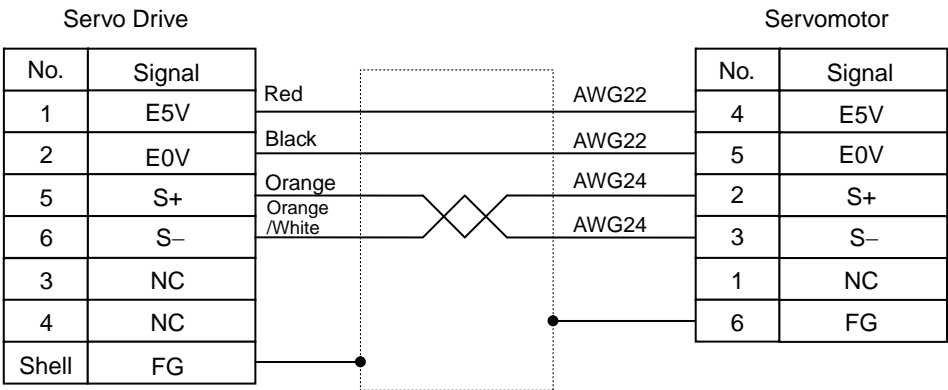 Servo Drive Servomotor
No. Signal No. Signal
1 E5V Red AWG22 4 E5V
2 E0V Black AWG22 5 E0V
5 S+ Orange AWG24 2 S+
6 S− Orange
/White AWG24 3 S−
3 NC 1 NC
4 NC 6 FG
Shell FG